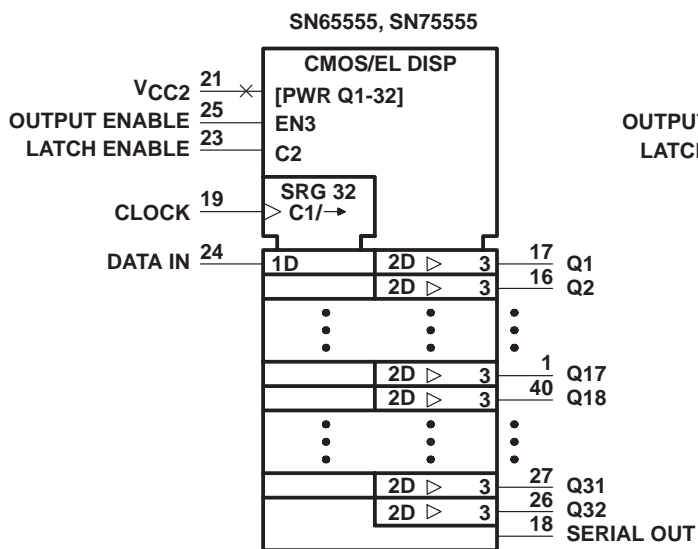 SN65555, SN75555
CMOS/EL DISP
VCC2 21 [PWR Q1-32]
OUTPUT ENABLE 25 EN3
LATCH ENABLE 23 C2
OUTPUT
LATCH
SRG 32
CLOCK 19 C1/→
DATA IN 24 1D 2D ▷ 3 17 Q1
2D ▷ 3 16 Q2
2D ▷ 3 1 Q17
2D ▷ 3 40 Q18
2D ▷ 3 27 Q31
2D ▷ 3 26 Q32
18 SERIAL OUT